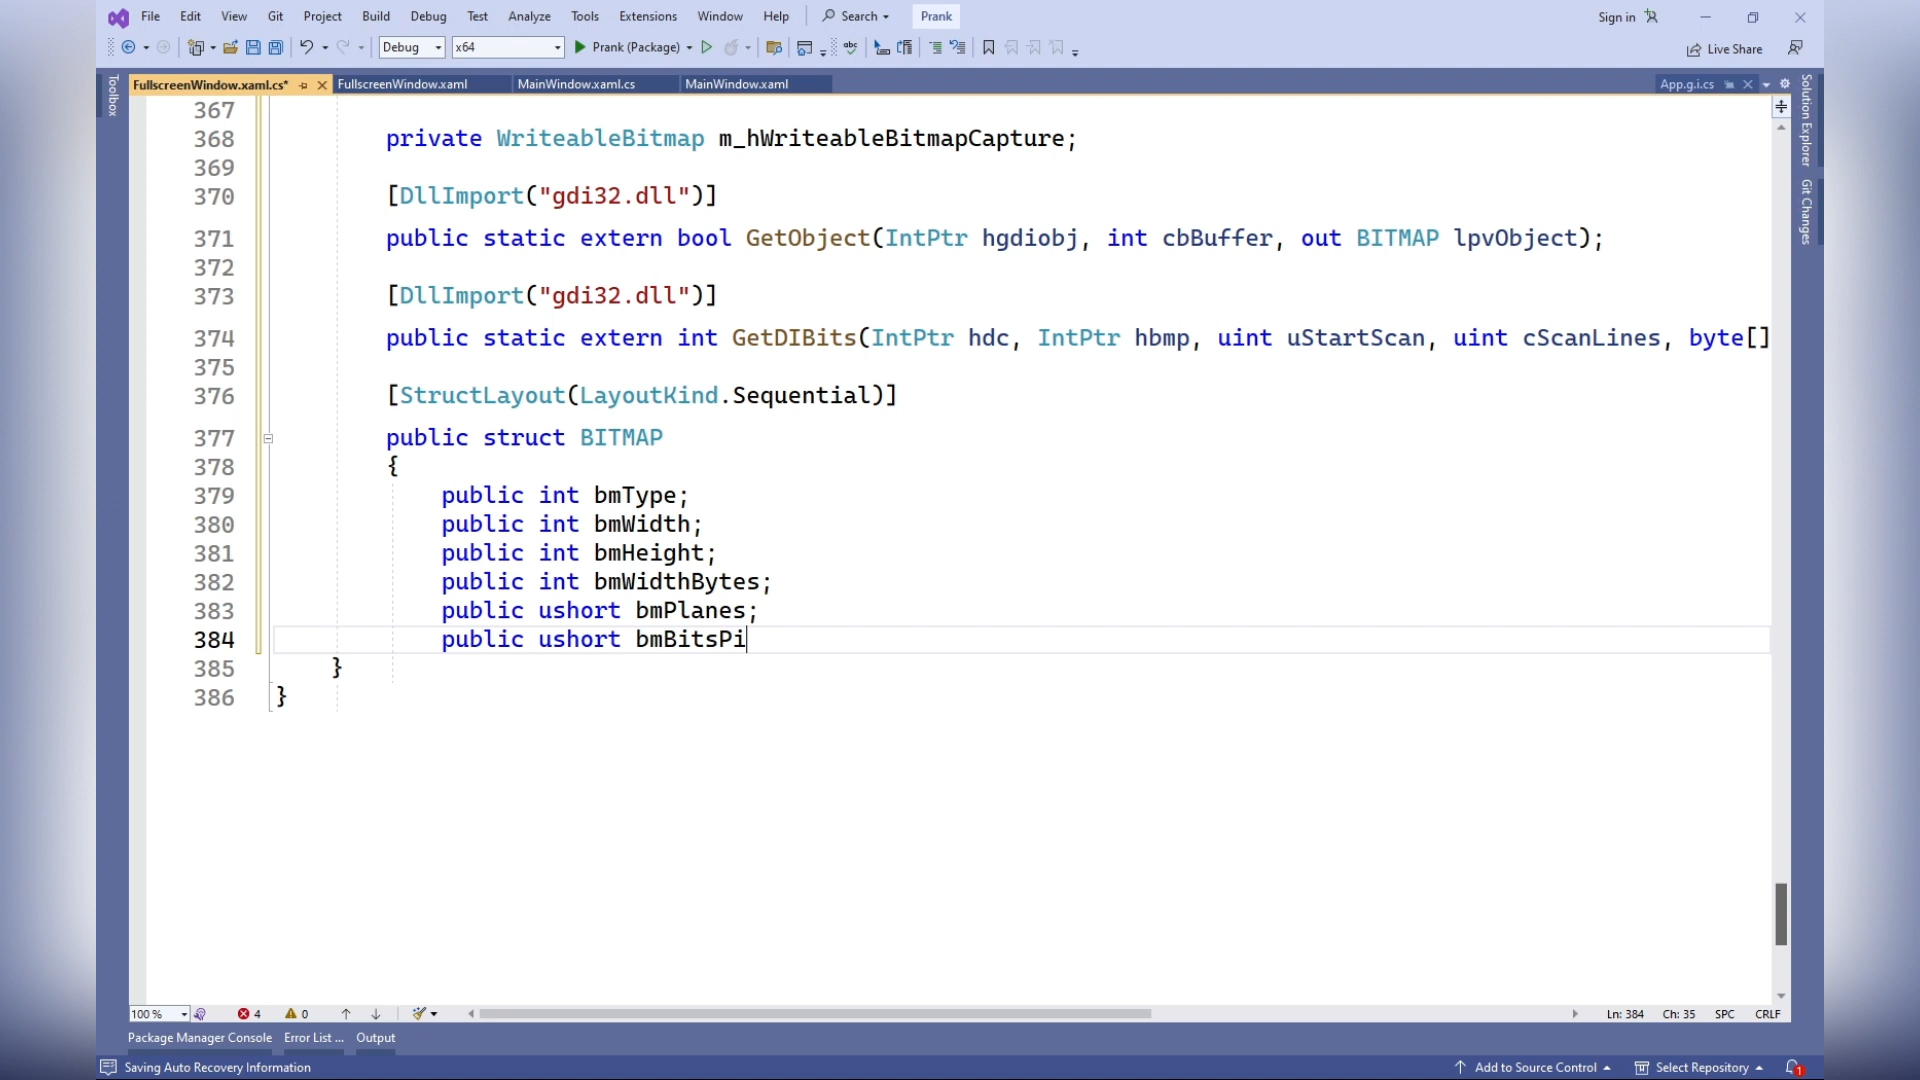 File Edit View Git Project Build Debug Test Analyze Tools Extensions Window Help Search Prank Sign in
Debug x64 Prank (Package) abc Live Share
Toolbox
FullscreenWindow.xaml.cs* FullscreenWindow.xaml MainWindow.xaml.cs MainWindow.xaml App.g.i.cs
Solution Explorer
Git Changes
367
368 private WriteableBitmap m_hWriteableBitmapCapture;
369
370 [DllImport("gdi32.dll")]
371 public static extern bool GetObject(IntPtr hgdiobj, int cbBuffer, out BITMAP lpvObject);
372
373 [DllImport("gdi32.dll")]
374 public static extern int GetDIBits(IntPtr hdc, IntPtr hbmp, uint uStartScan, uint cScanLines, byte[]
375
376 [StructLayout(LayoutKind.Sequential)]
377 public struct BITMAP
378 {
379 public int bmType;
380 public int bmWidth;
381 public int bmHeight;
382 public int bmWidthBytes;
383 public ushort bmPlanes;
384 public ushort bmBitsPi
385 }
386 }
100 % 4 0 Ln: 384 Ch: 35 SPC CRLF
Package Manager Console Error List ... Output
Saving Auto Recovery Information Add to Source Control Select Repository 1